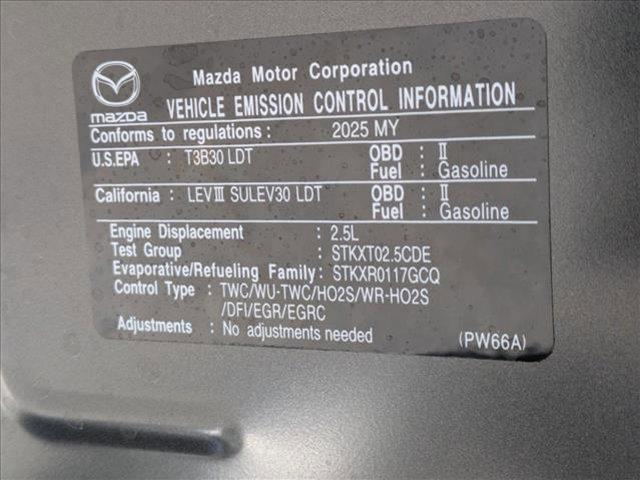 Mazda Motor Corporation
mazda
VEHICLE EMISSION CONTROL INFORMATION
Conforms to regulations : 2025 MY
U.S.EPA : T3B30 LDT OBD : Ⅱ
Fuel : Gasoline
California : LEVⅢ SULEV30 LDT OBD : Ⅱ
Fuel : Gasoline
Engine Displacement : 2.5L
Test Group : STKXT02.5CDE
Evaporative/Refueling Family : STKXR0117GCQ
Control Type : TWC/WU-TWC/HO2S/WR-HO2S
/DFI/EGR/EGRC
Adjustments : No adjustments needed
(PW66A)